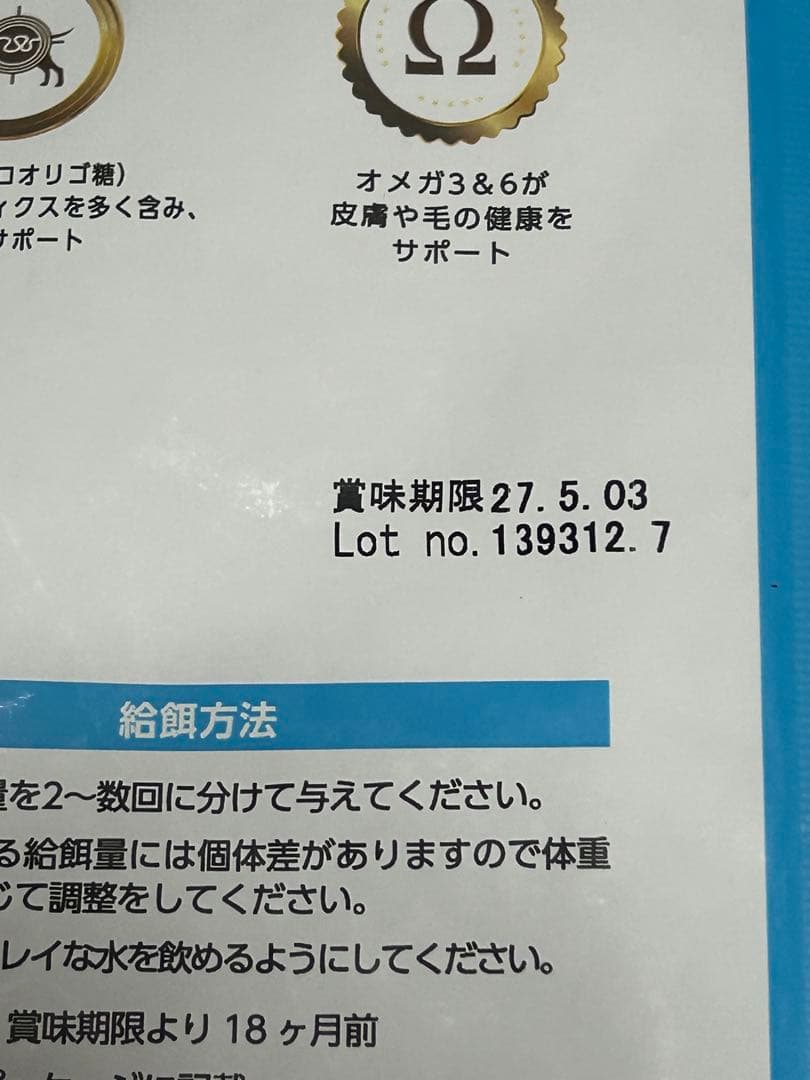 Ω
コオリゴ糖)
ィクスを多く含み、
サポート
オメガ3&6が
皮膚や毛の健康を
サポート
賞味期限27.5.03
Lot no.139312.7
給餌方法
量を2〜数回に分けて与えてください。
る給餌量には個体差がありますので体重
じて調整をしてください。
レイな水を飲めるようにしてください。
賞味期限より18ヶ月前